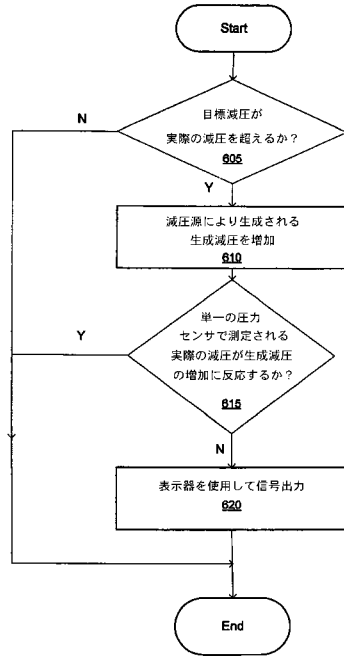 Start
目標減圧が
実際の減圧を超えるか？
605
N
Y
減圧源により生成される
生成減圧を増加
610
単一の圧力
センサで測定される
実際の減圧が生成減圧
の増加に反応するか？
615
Y
N
表示器を使用して信号出力
620
End